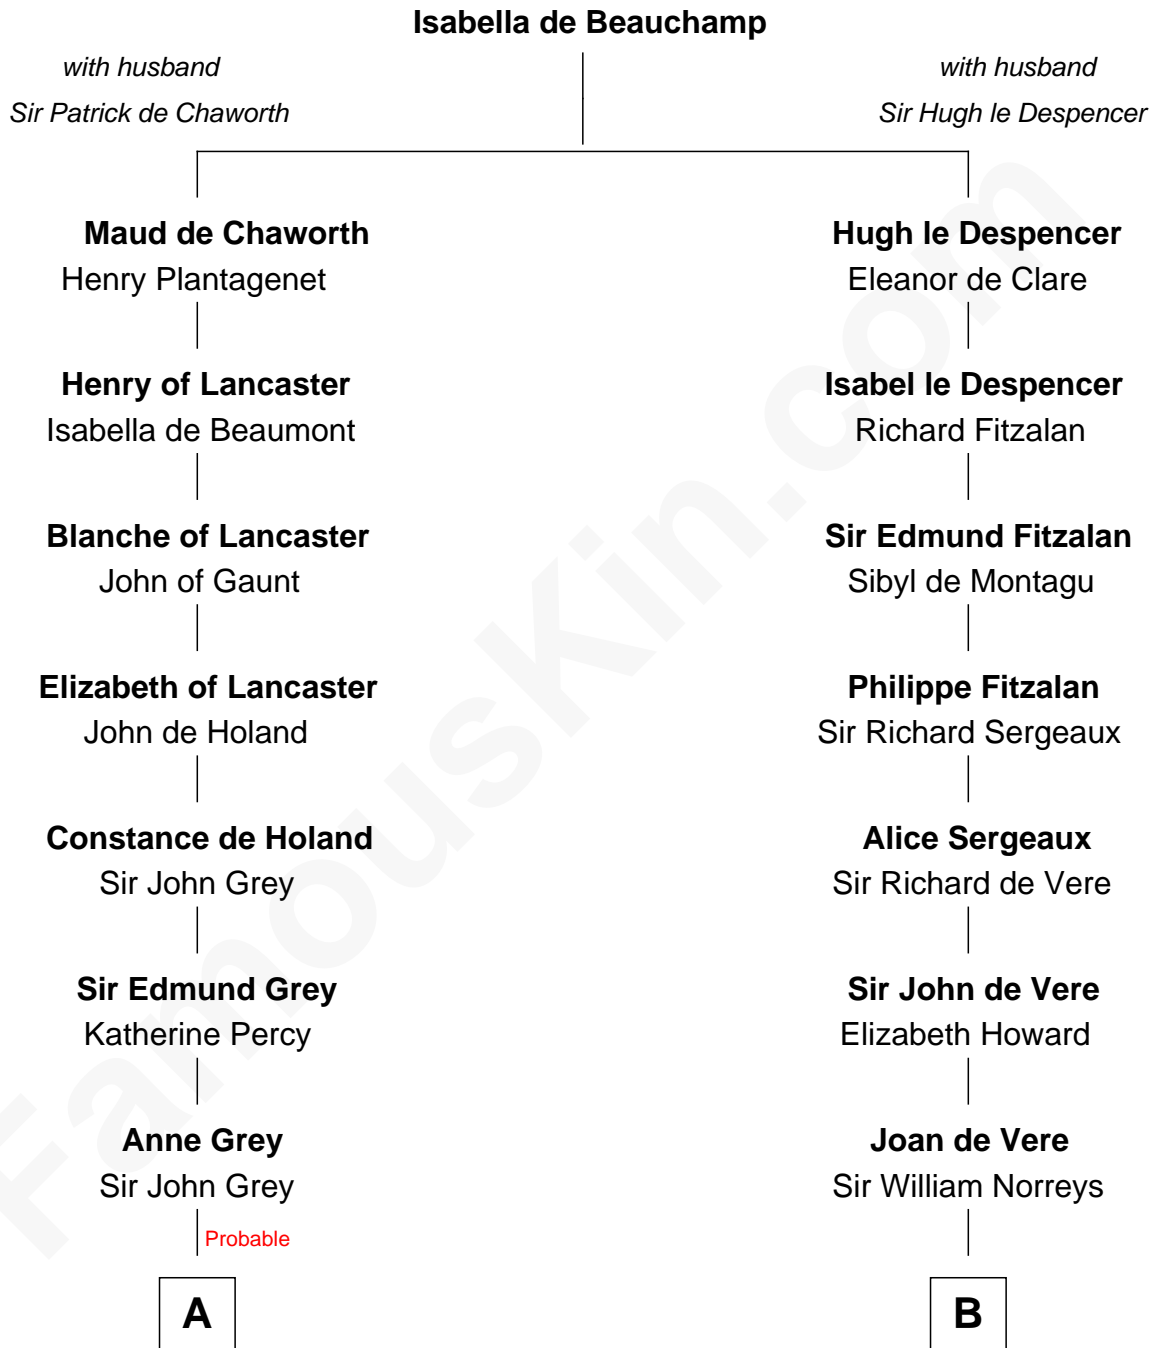 Isabella de Beauchamp
with husband
Sir Patrick de Chaworth
with husband
Sir Hugh le Despencer
Maud de Chaworth
Henry Plantagenet
Hugh le Despencer
Eleanor de Clare
Henry of Lancaster
Isabella de Beaumont
Isabel le Despencer
Richard Fitzalan
Blanche of Lancaster
John of Gaunt
Sir Edmund Fitzalan
Sibyl de Montagu
Elizabeth of Lancaster
John de Holand
Philippe Fitzalan
Sir Richard Sergeaux
Constance de Holand
Sir John Grey
Alice Sergeaux
Sir Richard de Vere
Sir Edmund Grey
Katherine Percy
Sir John de Vere
Elizabeth Howard
Anne Grey
Sir John Grey
Joan de Vere
Sir William Norreys
Probable
A
B
FamousKin.com